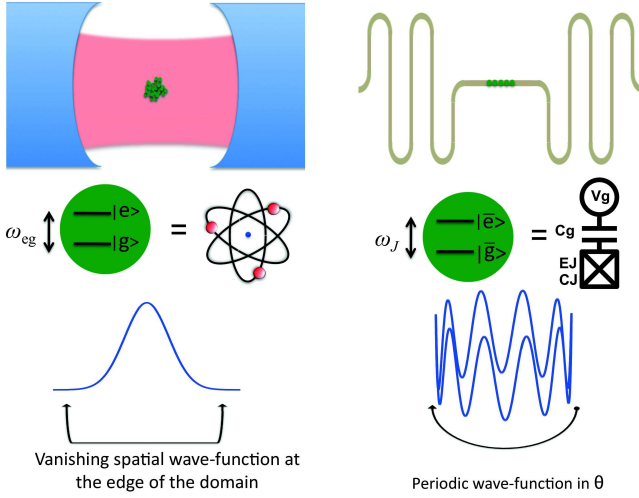 ω_eg
|e>
|g>
=
ω_J
|e̅>
|g̅>
=
Vg
Cg
EJ
CJ
Vanishing spatial wave-function at
the edge of the domain
Periodic wave-function in θ